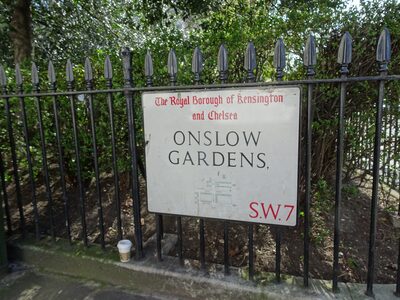 The Royal Borough of Kensington
and Chelsea
ONSLOW
GARDENS.
S.W.7